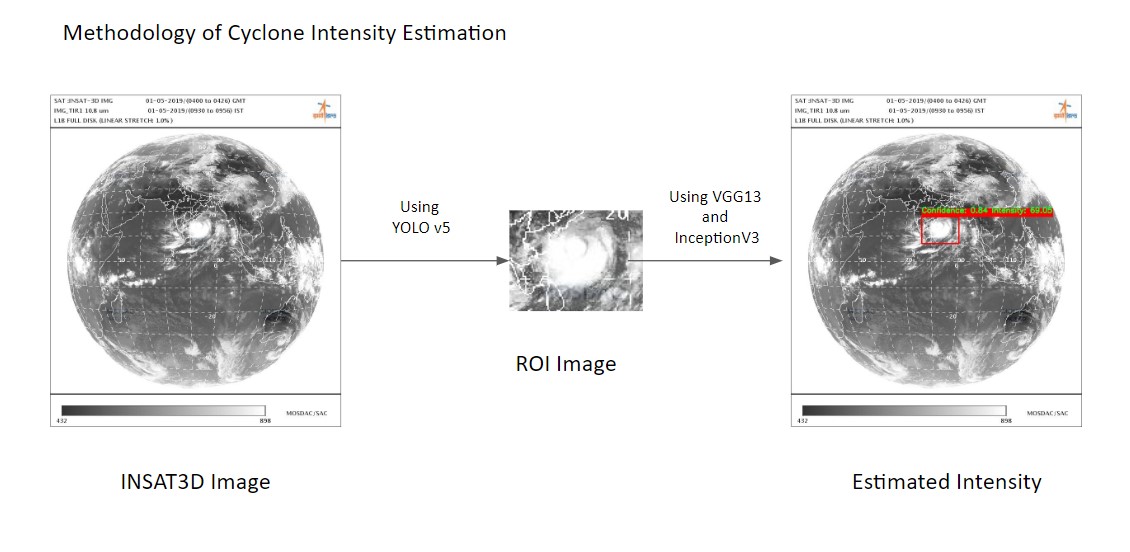 Methodology of Cyclone Intensity Estimation
SAT :INSAT-3D IMG 01-05-2019/(0400 to 0426) GMT
IMG_TIR1 10.8 um 01-05-2019/(0930 to 0956) IST
L1B FULL DISK (LINEAR STRETCH: 1.0%)
432 898
MOSDAC/SAC
INSAT3D Image
Using
YOLO v5
20
ROI Image
Using VGG13
and
InceptionV3
SAT :INSAT-3D IMG 01-05-2019/(0400 to 0426) GMT
IMG_TIR1 10.8 um 01-05-2019/(0930 to 0956) IST
L1B FULL DISK (LINEAR STRETCH: 1.0%)
Confidence: 0.84 Intensity: 69.05
432 898
MOSDAC/SAC
Estimated Intensity